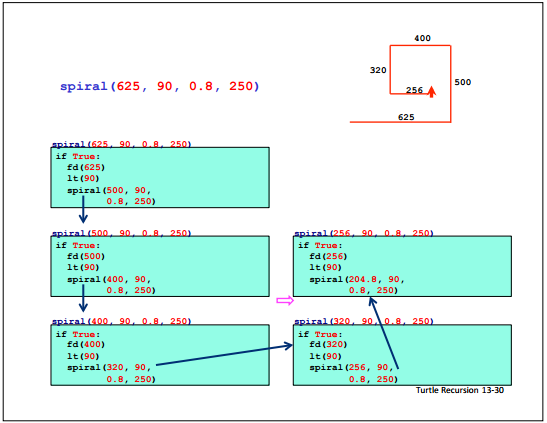 400
320
500
spiral(625, 90, 0.8, 250)
256
625
spiral(625, 90, 0.8, 250)
if True:
fd(625)
lt(90)
spiral(500, 90,
0.8, 250)
spiral(500, 90, 0.8, 250)
if True:
fd(500)
lt(90)
spiral(400, 90,
0.8, 250)
spiral(256, 90, 0.8, 250)
if True:
fd(256)
lt(90)
spiral(204.8, 90,
0.8, 250)
spiral(400, 90, 0.8, 250)
if True:
fd(400)
lt(90)
spiral(320, 90,
0.8, 250)
spiral(320, 90, 0.8, 250)
if True:
fd(320)
lt(90)
spiral(256, 90,
0.8, 250)
Turtle Recursion 13-30